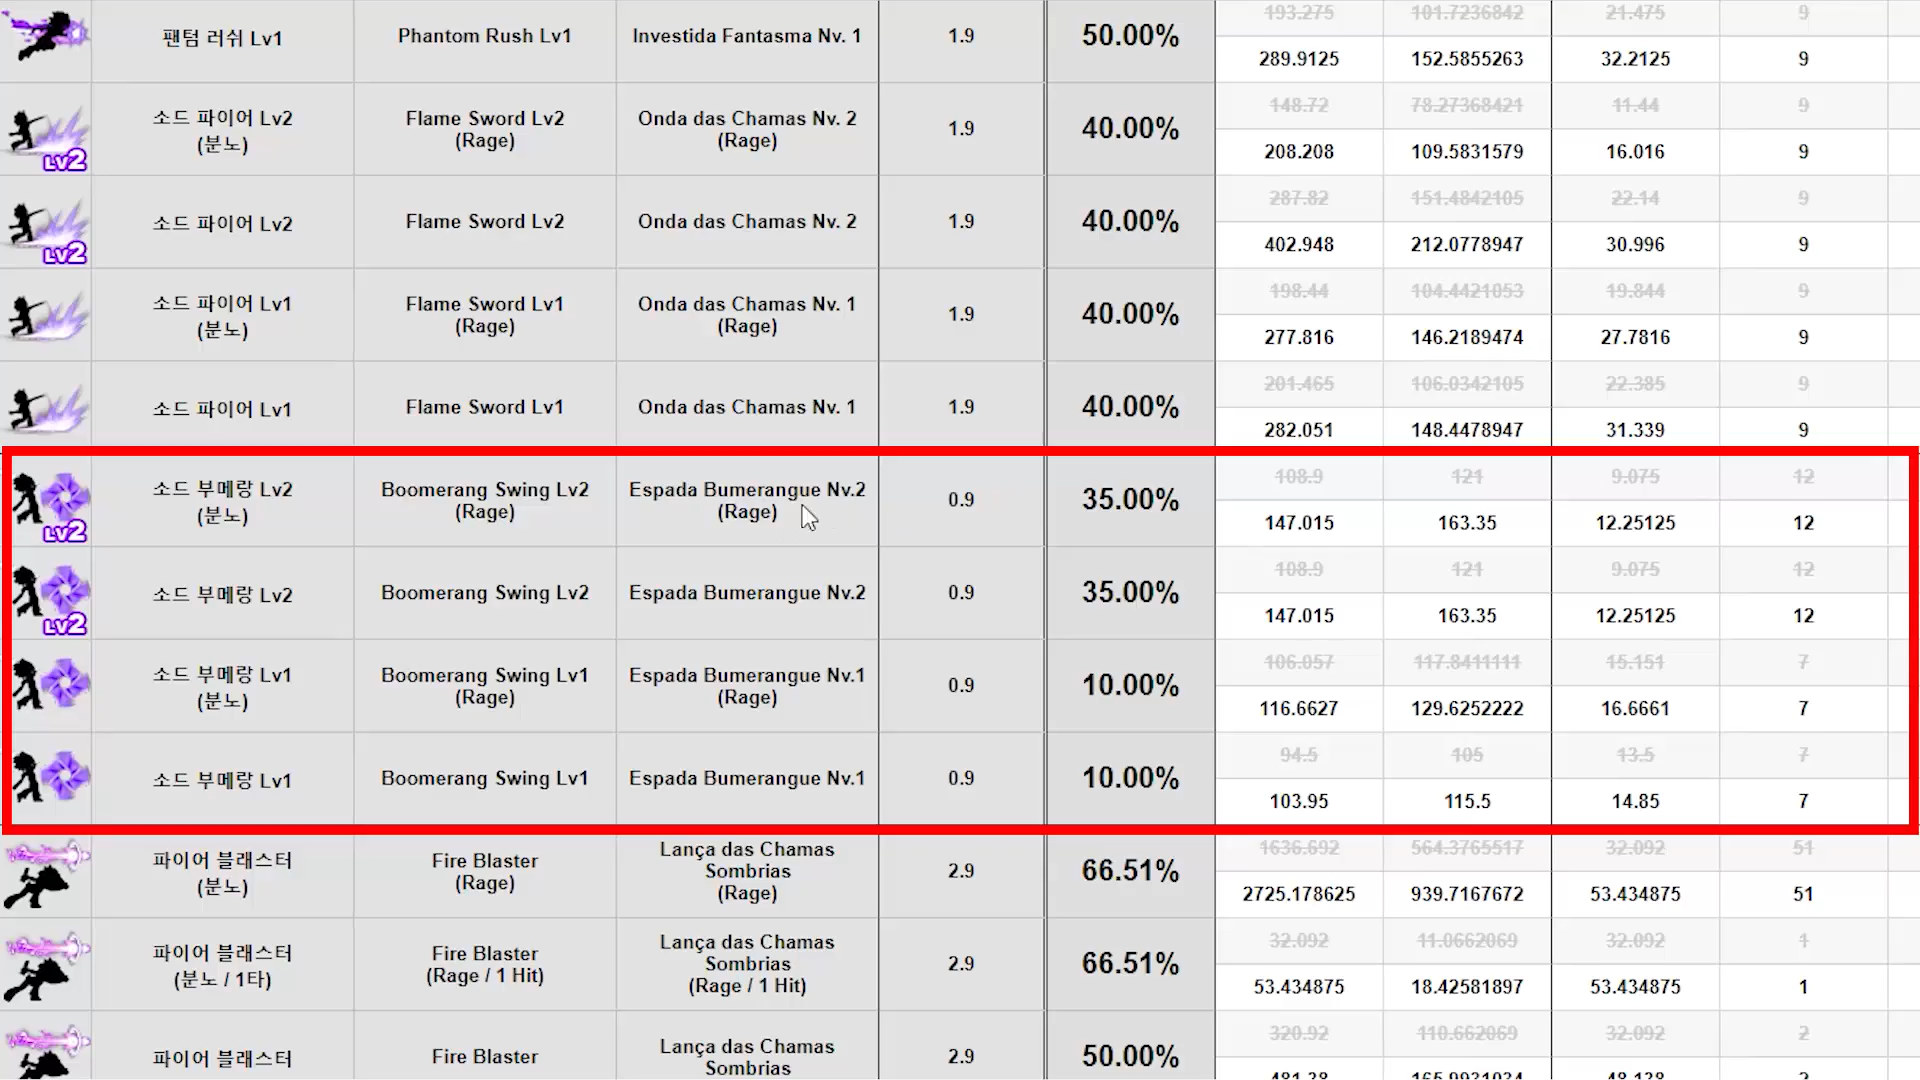 팬텀 러쉬 Lv1 Phantom Rush Lv1 Investida Fantasma Nv. 1 1.9 50.00% 193.275 101.7236842 21.475 9
289.9125 152.5855263 32.2125 9
LV2 소드 파이어 Lv2 Flame Sword Lv2 Onda das Chamas Nv. 2 1.9 40.00% 148.72 78.27368421 11.44 9
(분노) (Rage) (Rage) 208.208 109.5831579 16.016 9
LV2 소드 파이어 Lv2 Flame Sword Lv2 Onda das Chamas Nv. 2 1.9 40.00% 287.82 151.4842105 22.14 9
402.948 212.0778947 30.996 9
소드 파이어 Lv1 Flame Sword Lv1 Onda das Chamas Nv. 1 1.9 40.00% 198.44 104.4421053 19.844 9
(분노) (Rage) (Rage) 277.816 146.2189474 27.7816 9
소드 파이어 Lv1 Flame Sword Lv1 Onda das Chamas Nv. 1 1.9 40.00% 201.465 106.0342105 22.385 9
282.051 148.4478947 31.339 9
LV2 소드 부메랑 Lv2 Boomerang Swing Lv2 Espada Bumerangue Nv.2 0.9 35.00% 108.9 121 9.075 12
(분노) (Rage) (Rage) 147.015 163.35 12.25125 12
LV2 소드 부메랑 Lv2 Boomerang Swing Lv2 Espada Bumerangue Nv.2 0.9 35.00% 108.9 121 9.075 12
147.015 163.35 12.25125 12
소드 부메랑 Lv1 Boomerang Swing Lv1 Espada Bumerangue Nv.1 0.9 10.00% 106.057 117.8411111 15.151 7
(분노) (Rage) (Rage) 116.6627 129.6252222 16.6661 7
소드 부메랑 Lv1 Boomerang Swing Lv1 Espada Bumerangue Nv.1 0.9 10.00% 94.5 105 13.5 7
103.95 115.5 14.85 7
파이어 블래스터 Fire Blaster Lança das Chamas 2.9 66.51% 1636.692 564.3765517 32.092 51
(분노) (Rage) Sombrias 2725.178625 939.7167672 53.434875 51
(Rage)
파이어 블래스터 Fire Blaster Lança das Chamas 2.9 66.51% 32.092 11.0662069 32.092 1
(분노 / 1타) (Rage / 1 Hit) Sombrias 53.434875 18.42581897 53.434875 1
(Rage / 1 Hit)
파이어 블래스터 Fire Blaster Lança das Chamas 2.9 50.00% 320.92 110.662069 32.092 2
Sombrias 481.38 165.9931034 48.138